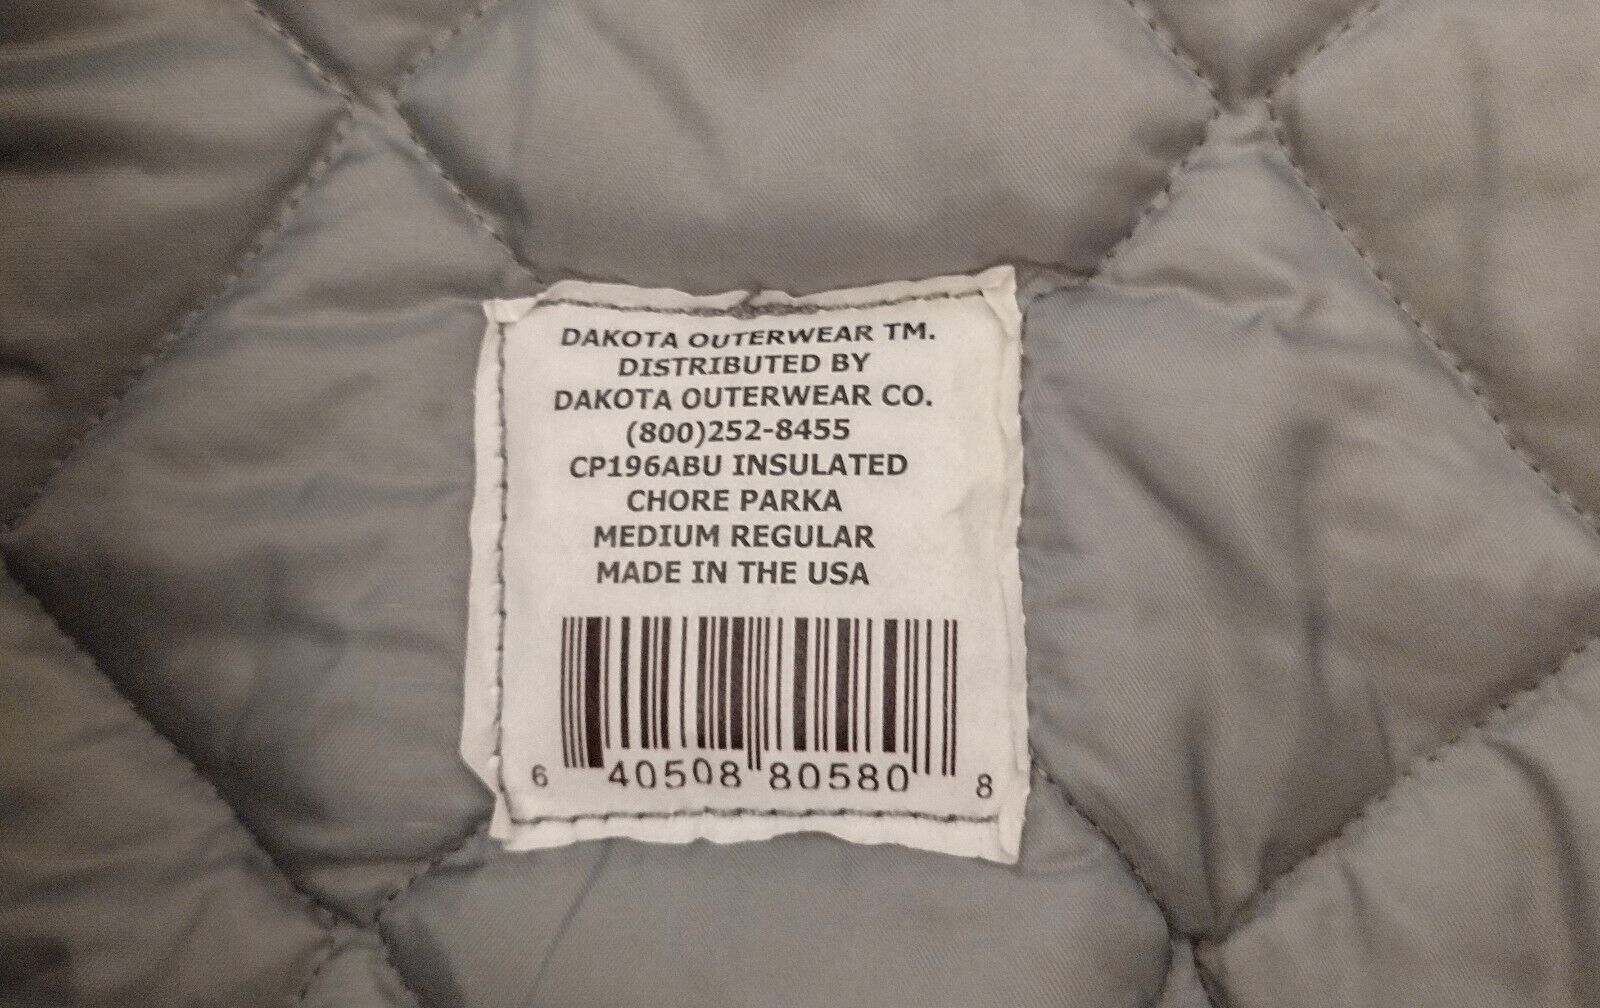 DAKOTA OUTERWEAR TM.
DISTRIBUTED BY
DAKOTA OUTERWEAR CO.
(800)252-8455
CP196ABU INSULATED
CHORE PARKA
MEDIUM REGULAR
MADE IN THE USA
6 40508 80580 8